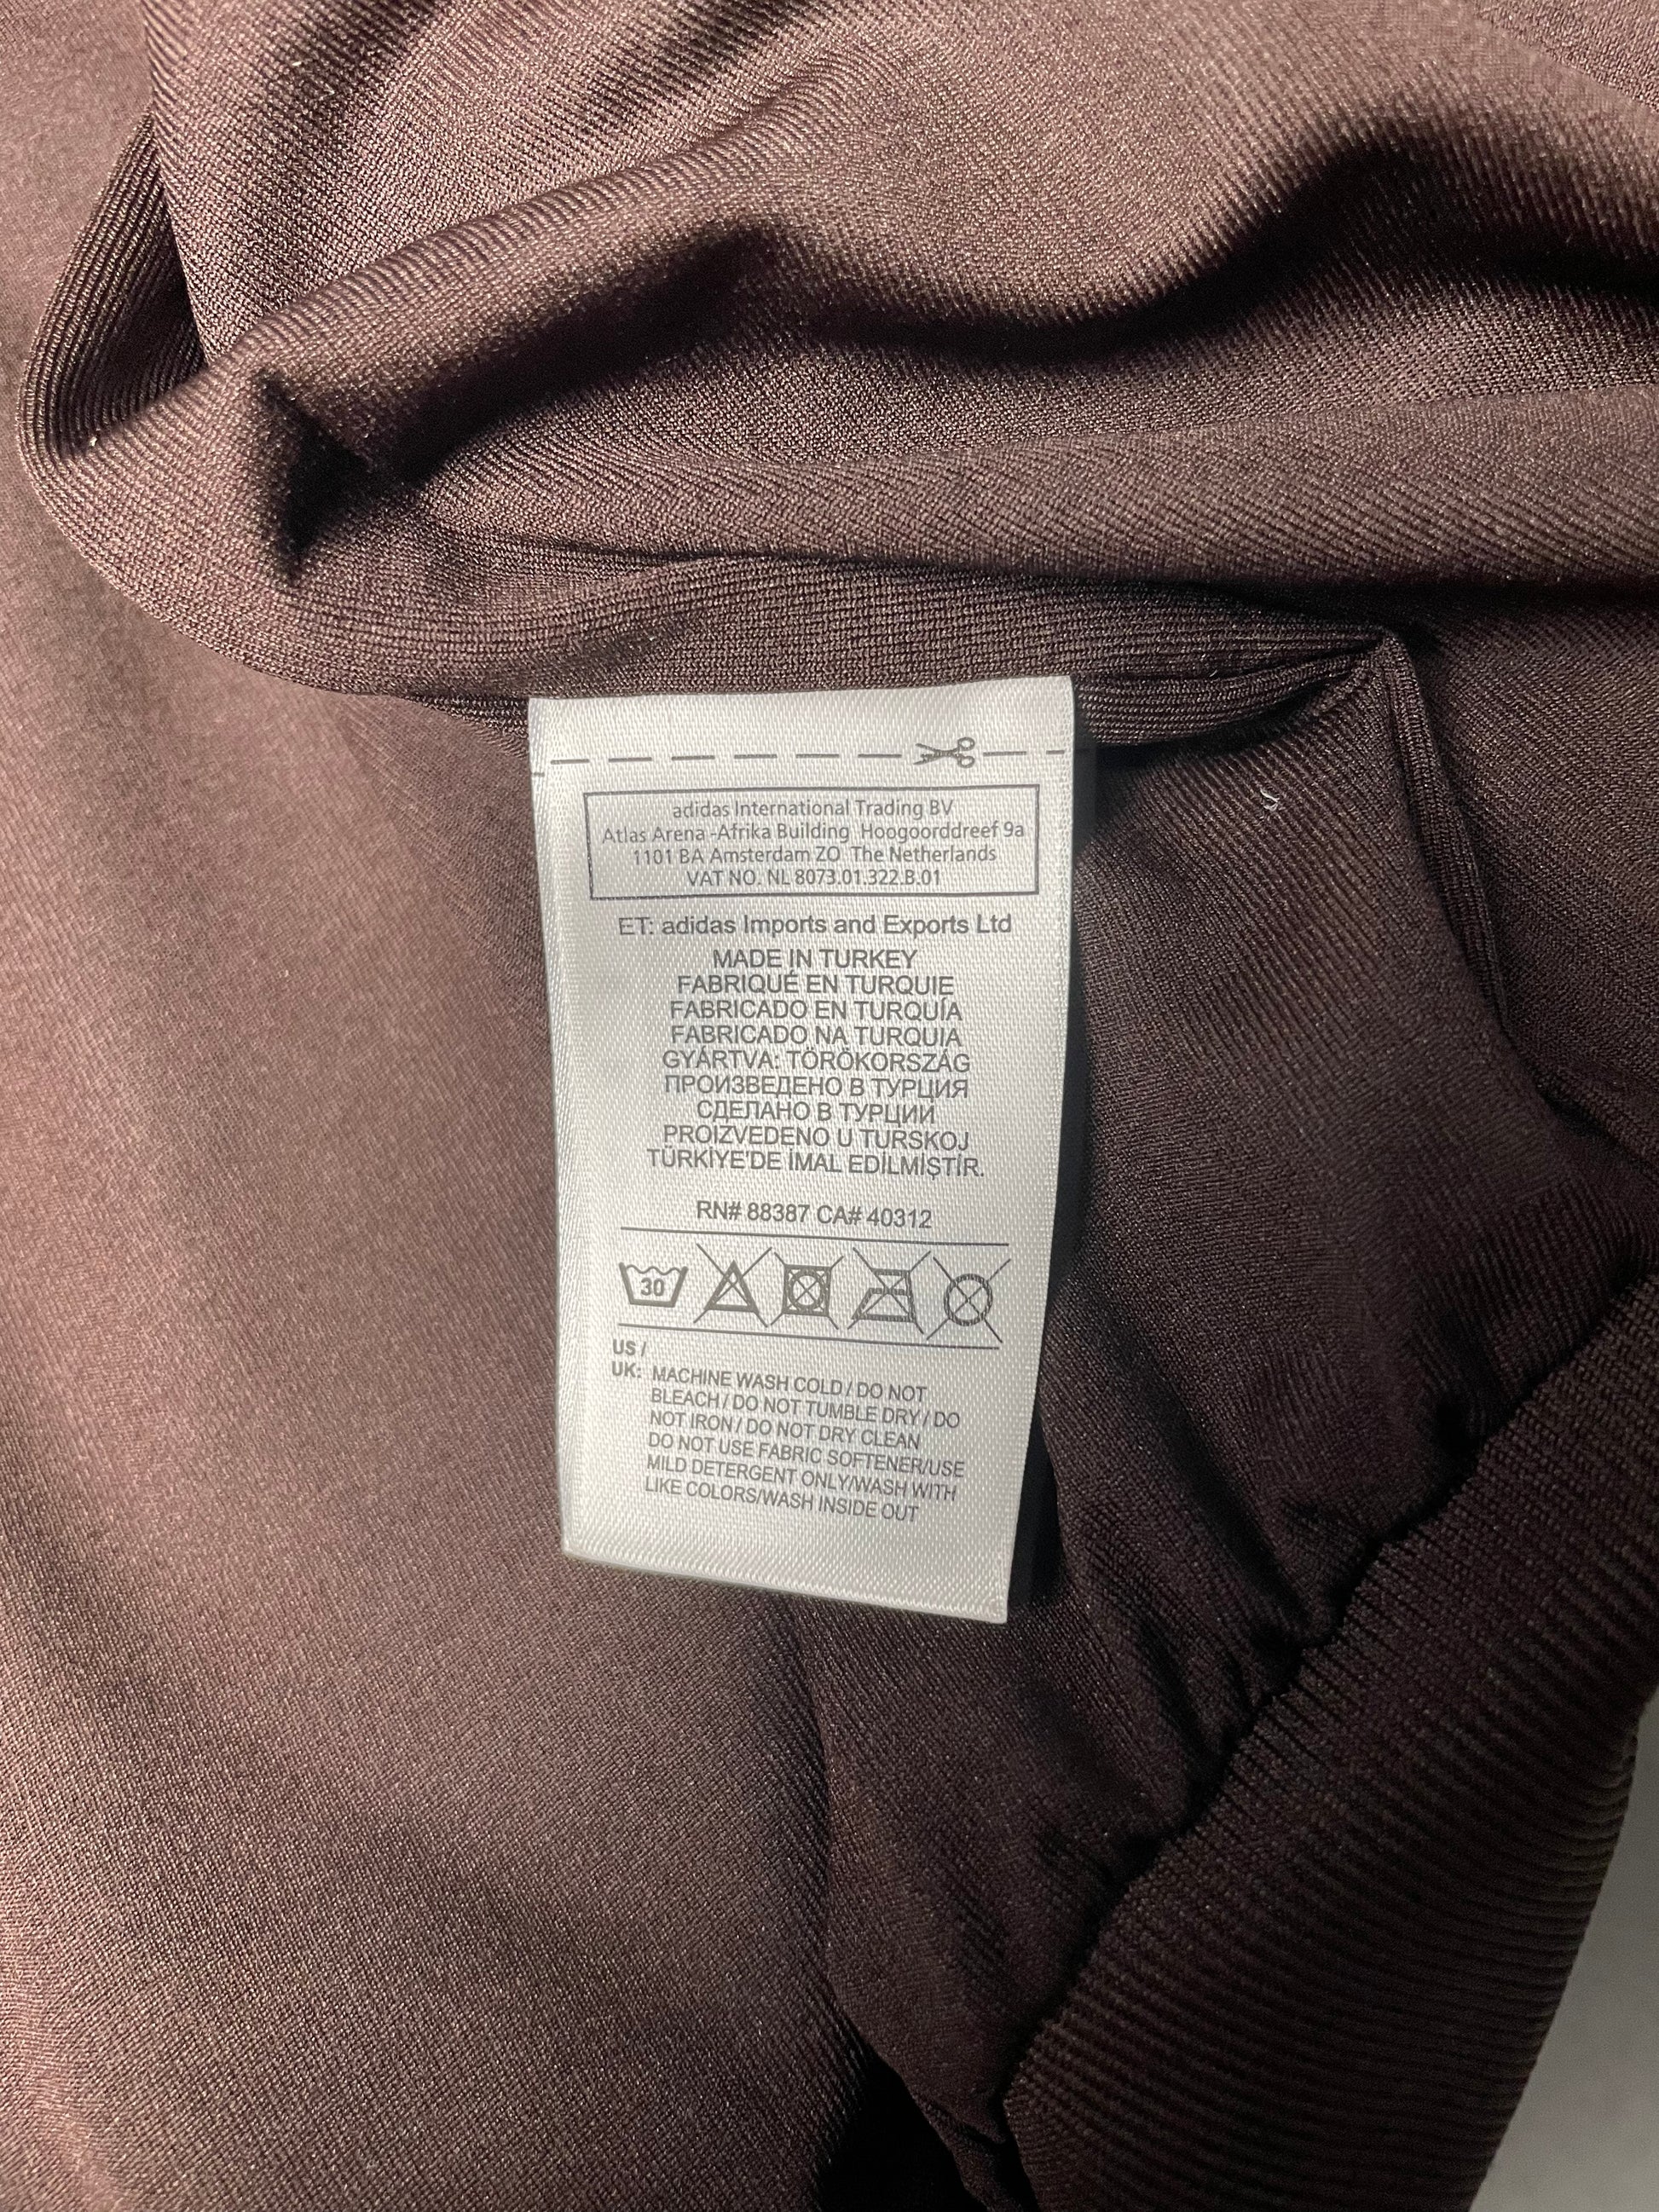 adidas International Trading BV
Atlas Arena -Afrika Building Hoogoorddreef 9a
1101 BA Amsterdam ZO The Netherlands
VAT NO. NL 8073.01.322.B.01
ET: adidas Imports and Exports Ltd
MADE IN TURKEY
FABRIQUÉ EN TURQUIE
FABRICADO EN TURQUÍA
FABRICADO NA TURQUIA
GYÁRTVA: TÖRÖKORSZÁG
ПРОИЗВЕДЕНО В ТУРЦИЯ
СДЕЛАНО В ТУРЦИИ
PROIZVEDENO U TURSKOJ
TÜRKİYE'DE İMAL EDİLMİŞTİR.
RN# 88387 CA# 40312
30
US /
UK: MACHINE WASH COLD / DO NOT
BLEACH / DO NOT TUMBLE DRY / DO
NOT IRON / DO NOT DRY CLEAN
DO NOT USE FABRIC SOFTENER/USE
MILD DETERGENT ONLY/WASH WITH
LIKE COLORS/WASH INSIDE OUT